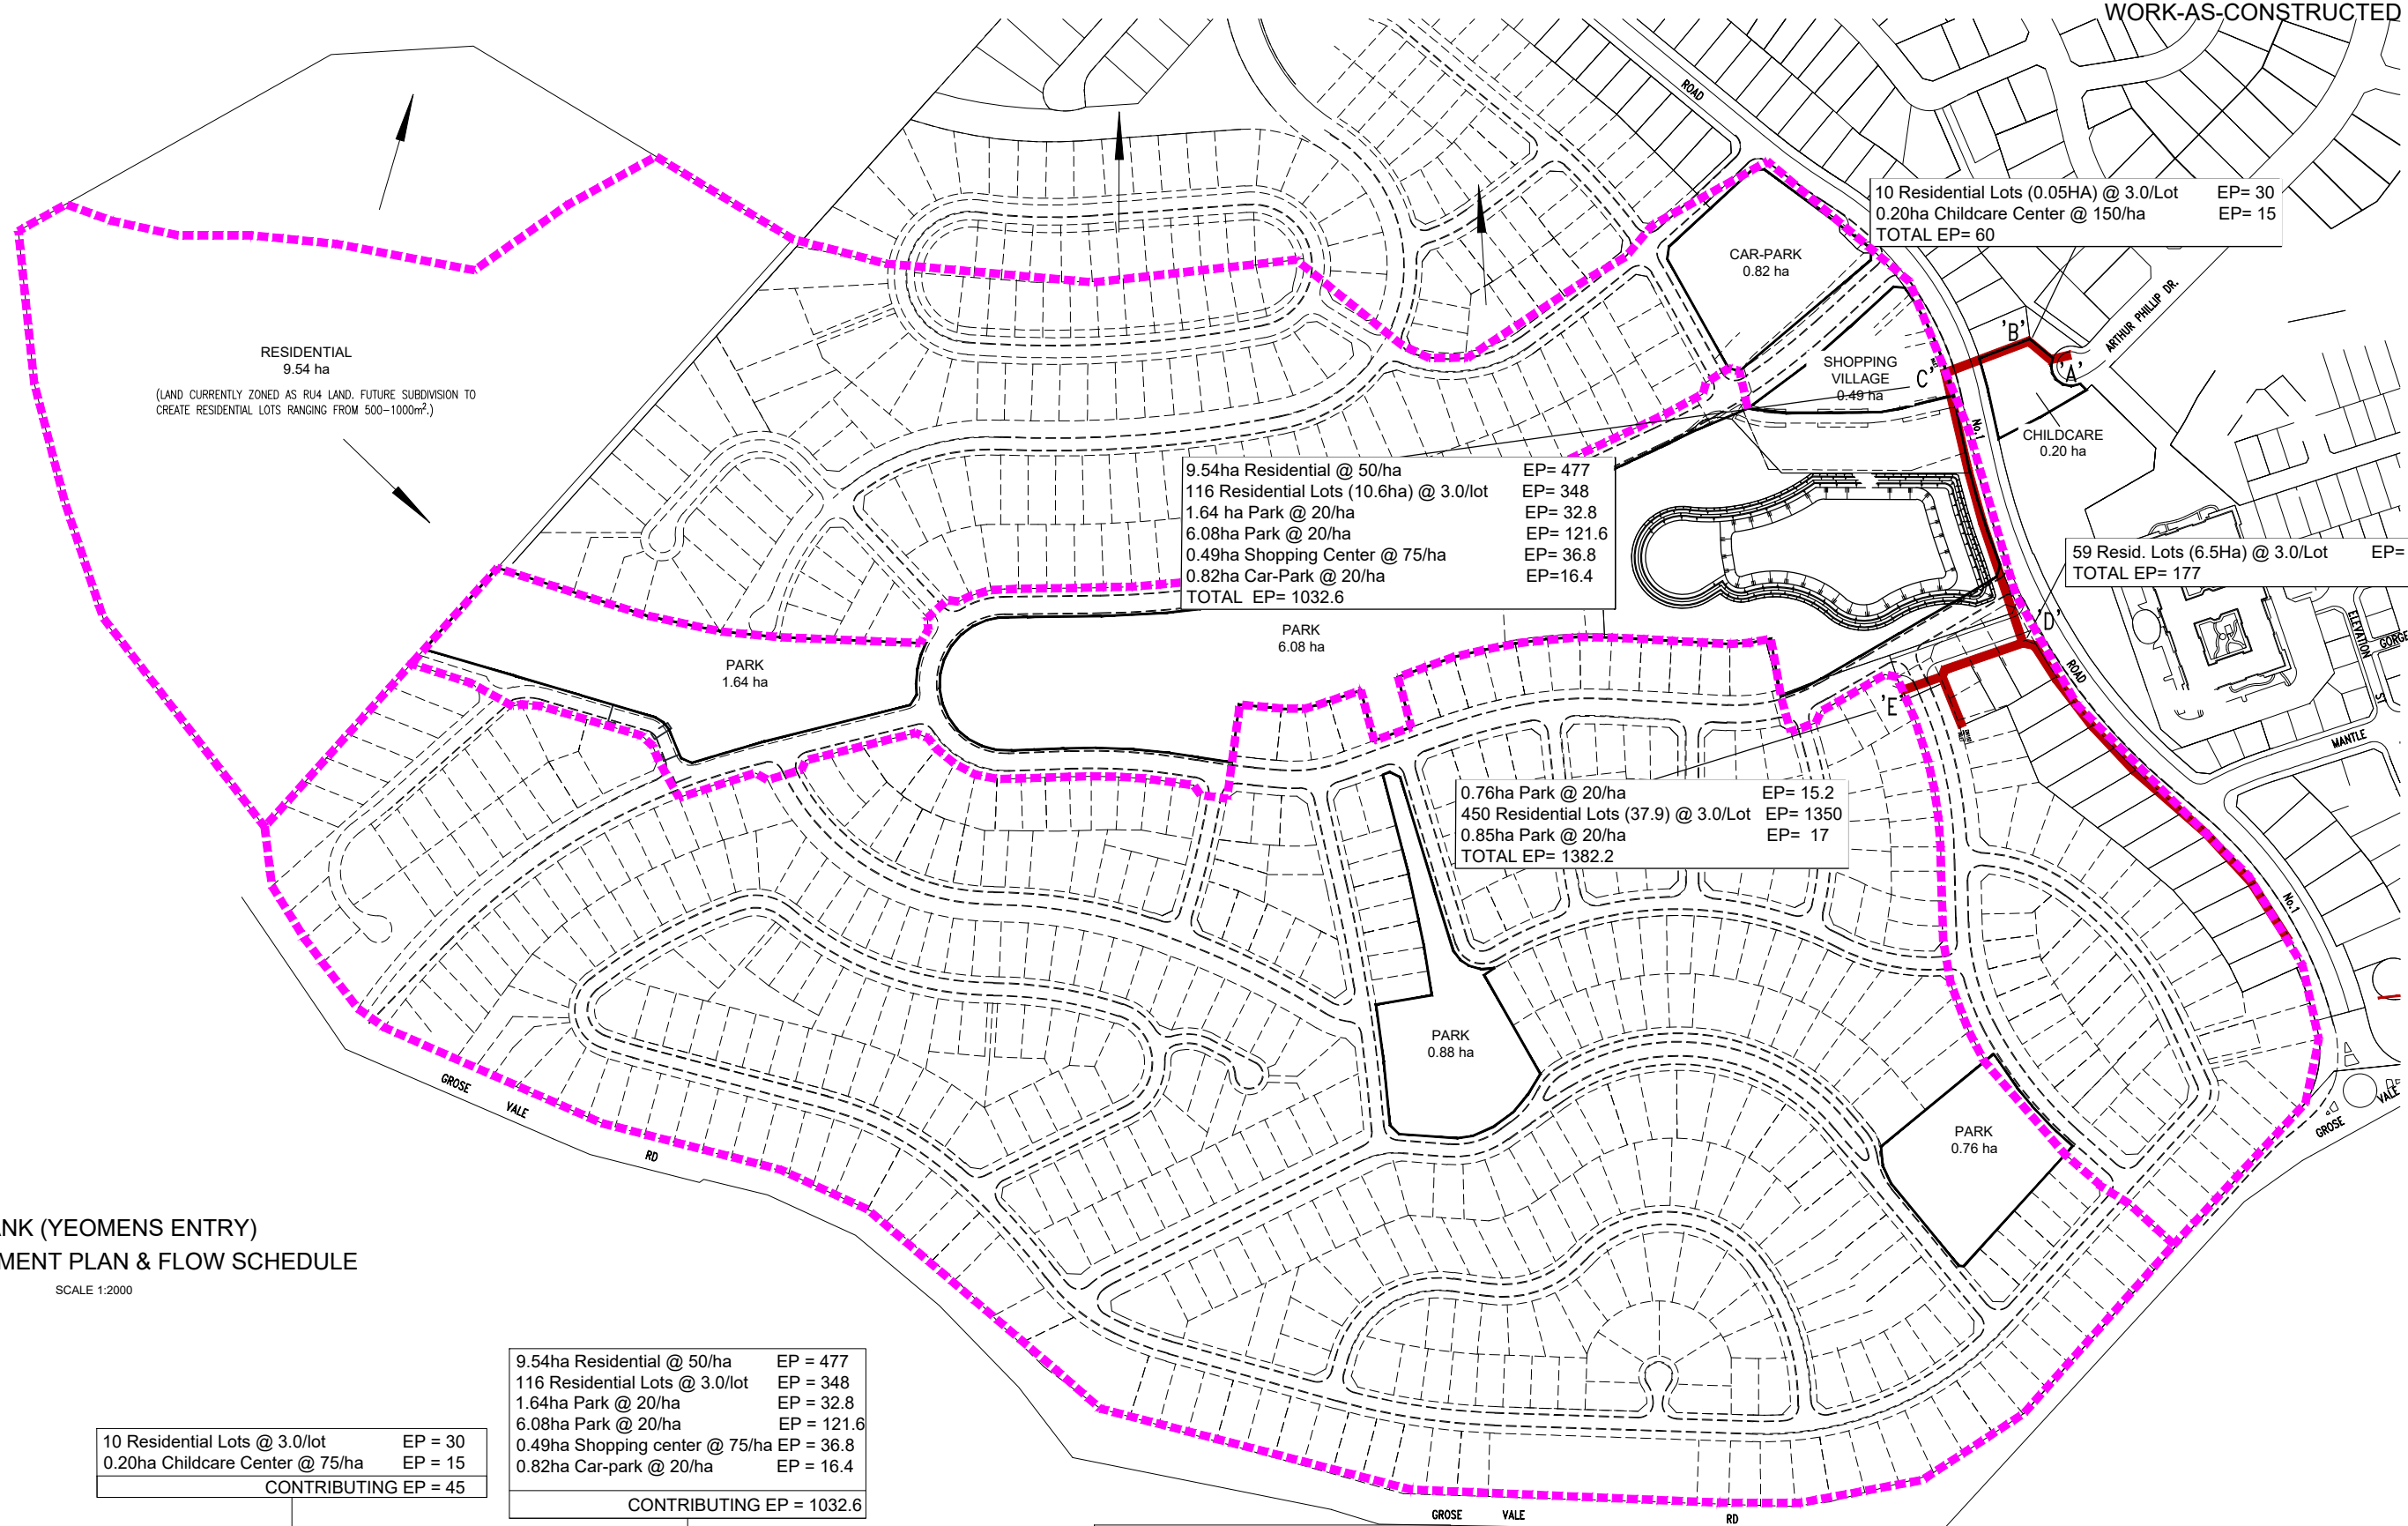 WORK-AS-CONSTRUCTED
ROAD
10 Residential Lots (0.05HA) @ 3.0/Lot EP= 30
0.20ha Childcare Center @ 150/ha EP= 15
TOTAL EP= 60
CAR-PARK
0.82 ha
ARTHUR PHILLIP DR.
'B'
'A'
C'
RESIDENTIAL
9.54 ha
(LAND CURRENTLY ZONED AS RU4 LAND. FUTURE SUBDIVISION TO
CREATE RESIDENTIAL LOTS RANGING FROM 500-1000m².)
SHOPPING
VILLAGE
0.49 ha
No.1
CHILDCARE
0.20 ha
9.54ha Residential @ 50/ha EP= 477
116 Residential Lots (10.6ha) @ 3.0/lot EP= 348
1.64 ha Park @ 20/ha EP= 32.8
6.08ha Park @ 20/ha EP= 121.6
0.49ha Shopping Center @ 75/ha EP= 36.8
0.82ha Car-Park @ 20/ha EP=16.4
TOTAL EP= 1032.6
59 Resid. Lots (6.5Ha) @ 3.0/Lot EP=
TOTAL EP= 177
'D'
ELEVATION
GORGE
ST
PARK
6.08 ha
PARK
1.64 ha
ROAD
'E'
MANTLE
0.76ha Park @ 20/ha EP= 15.2
450 Residential Lots (37.9) @ 3.0/Lot EP= 1350
0.85ha Park @ 20/ha EP= 17
TOTAL EP= 1382.2
No.1
PARK
0.88 ha
GROSE VALE RD
PARK
0.76 ha
GROSE VALE
ANK (YEOMENS ENTRY)
MENT PLAN & FLOW SCHEDULE
SCALE 1:2000
9.54ha Residential @ 50/ha EP = 477
116 Residential Lots @ 3.0/lot EP = 348
1.64ha Park @ 20/ha EP = 32.8
6.08ha Park @ 20/ha EP = 121.6
0.49ha Shopping center @ 75/ha EP = 36.8
0.82ha Car-park @ 20/ha EP = 16.4
CONTRIBUTING EP = 1032.6
10 Residential Lots @ 3.0/lot EP = 30
0.20ha Childcare Center @ 75/ha EP = 15
CONTRIBUTING EP = 45
GROSE VALE RD